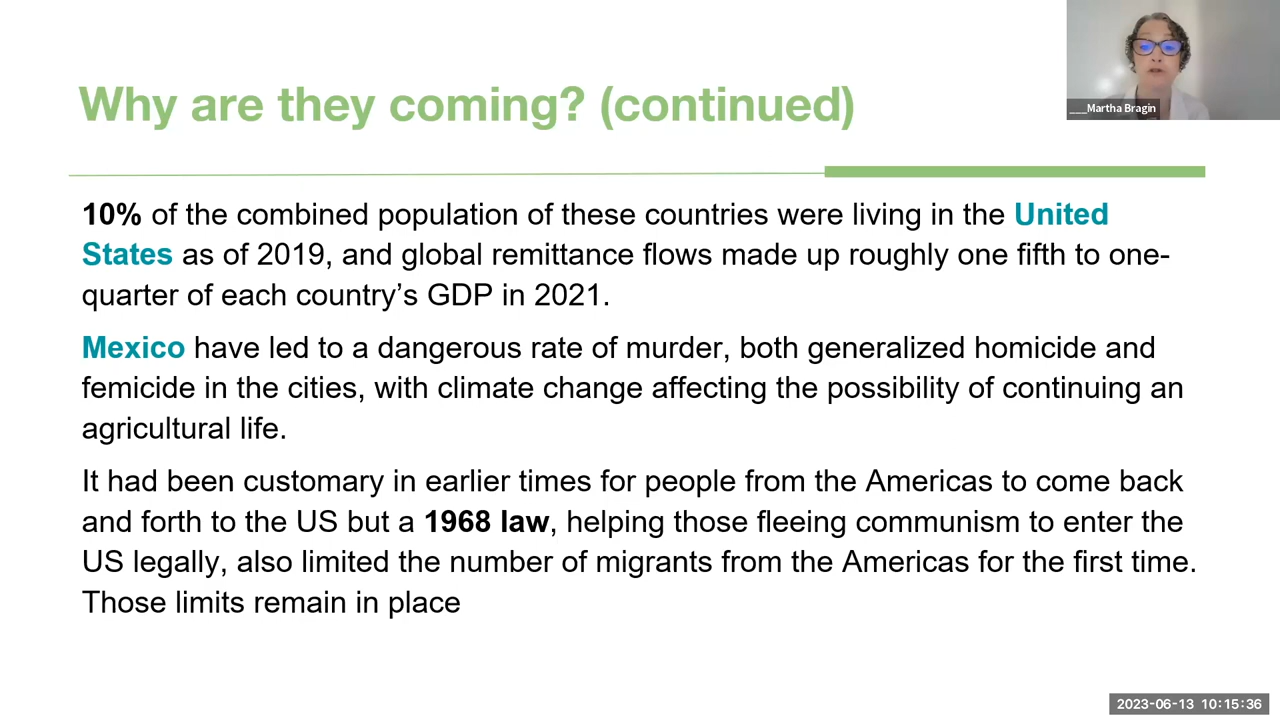 Why are they coming? (continued)
___Martha Bragin
10% of the combined population of these countries were living in the United
States as of 2019, and global remittance flows made up roughly one fifth to one-
quarter of each country’s GDP in 2021.
Mexico have led to a dangerous rate of murder, both generalized homicide and
femicide in the cities, with climate change affecting the possibility of continuing an
agricultural life.
It had been customary in earlier times for people from the Americas to come back
and forth to the US but a 1968 law, helping those fleeing communism to enter the
US legally, also limited the number of migrants from the Americas for the first time.
Those limits remain in place
2023-06-13 10:15:36